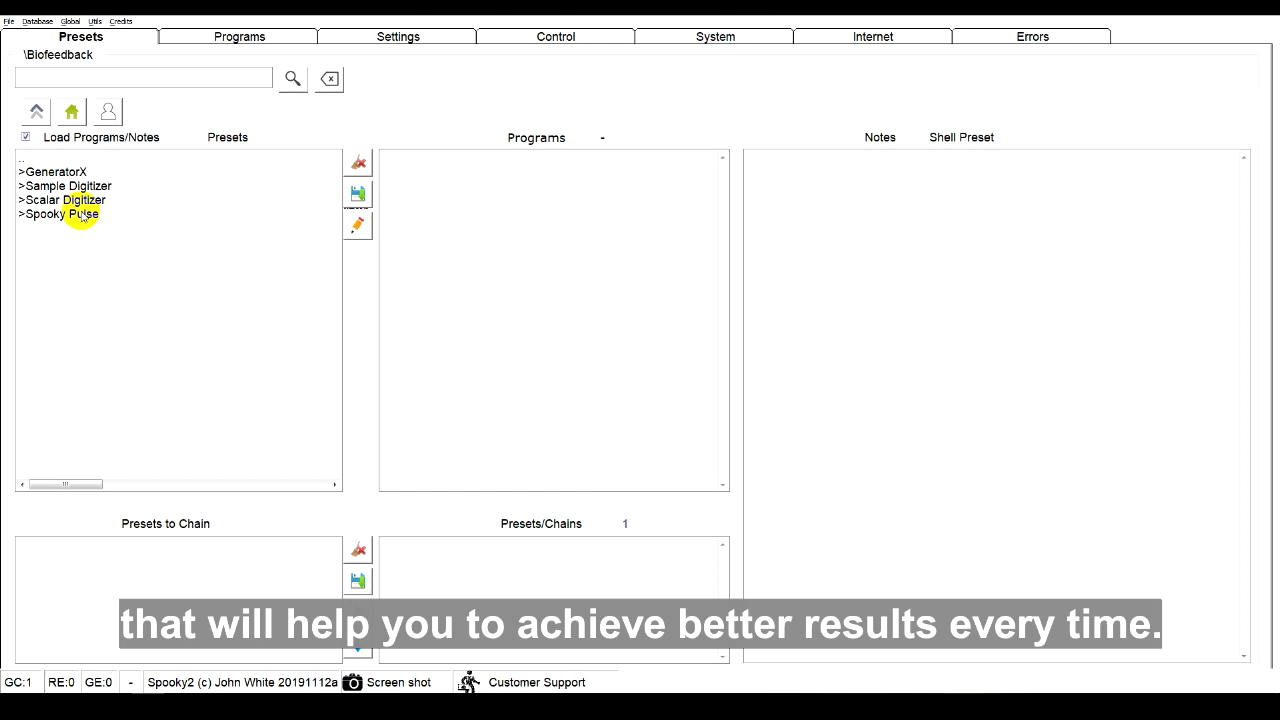 File Database Global Utils Credits
Presets Programs Settings Control System Internet Errors
\Biofeedback
Load Programs/Notes Presets Programs - Notes Shell Preset
..
>GeneratorX
>Sample Digitizer
>Scalar Digitizer
>Spooky Pulse
Presets to Chain Presets/Chains 1
that will help you to achieve better results every time.
GC:1 RE:0 GE:0 - Spooky2 (c) John White 20191112a Screen shot Customer Support